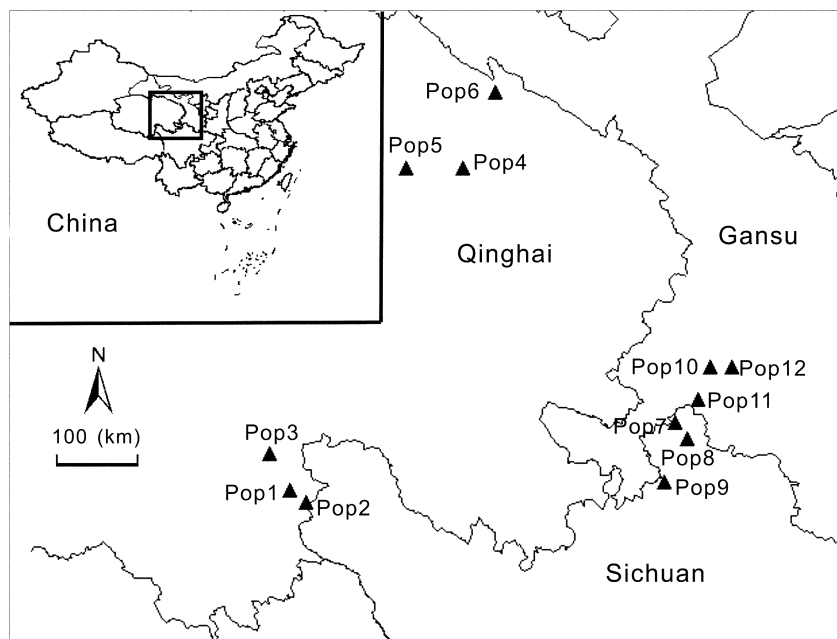 Pop6
Pop5
Pop4
China
Gansu
Qinghai
N
Pop10
Pop12
Pop11
100 (km)
Pop3
Pop7
Pop8
Pop1
Pop9
Pop2
Sichuan